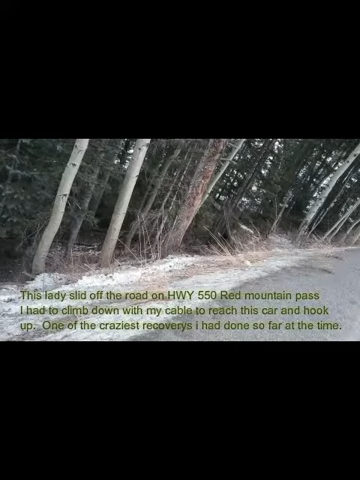 This lady slid off the road on HWY 550 Red mountain pass
I had to climb down with my cable to reach this car and hook
up.  One of the craziest recoverys i had done so far at the time.